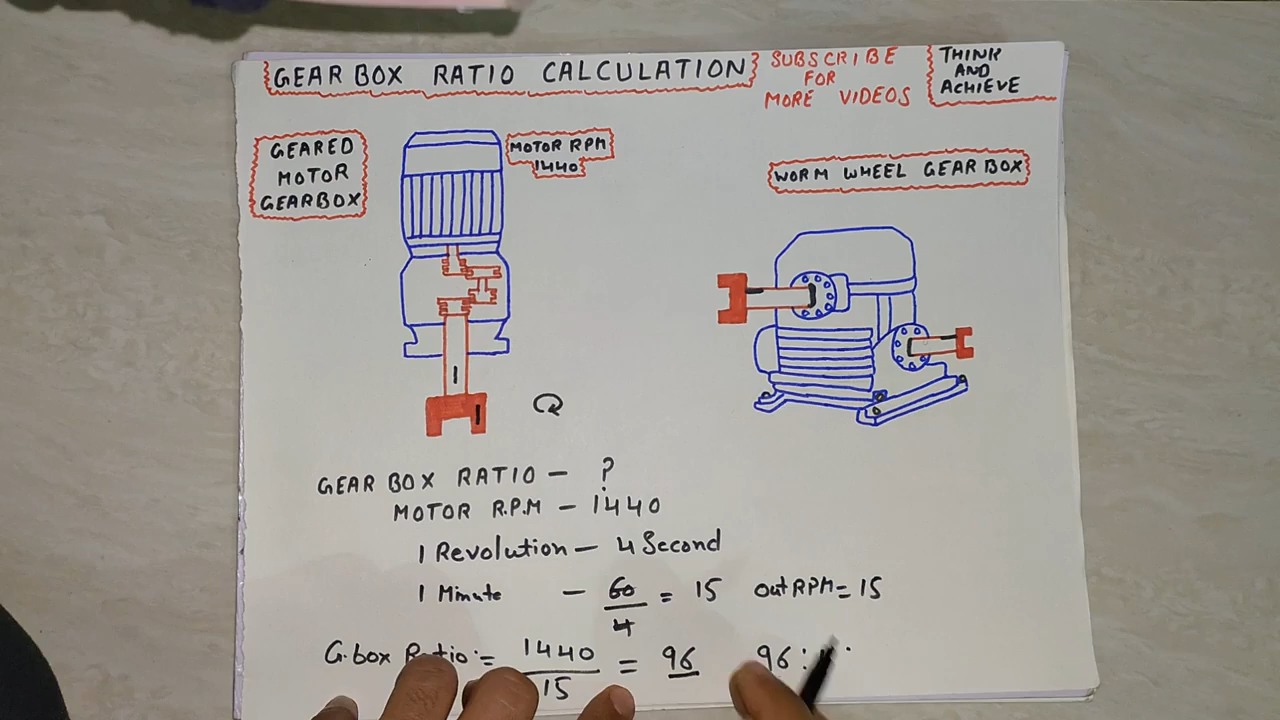 GEAR BOX RATIO CALCULATION
SUBSCRIBE
FOR
MORE VIDEOS
THINK
AND
ACHIEVE
GEARED
MOTOR
GEARBOX
MOTOR RPM
1440
WORM WHEEL GEAR BOX
GEAR BOX RATIO — ?
MOTOR R.P.M — 1440
1 Revolution — 4 Second
1 Minute — 60/4 = 15 out RPM = 15
G.box Ratio = 1440/15 = 96 96: